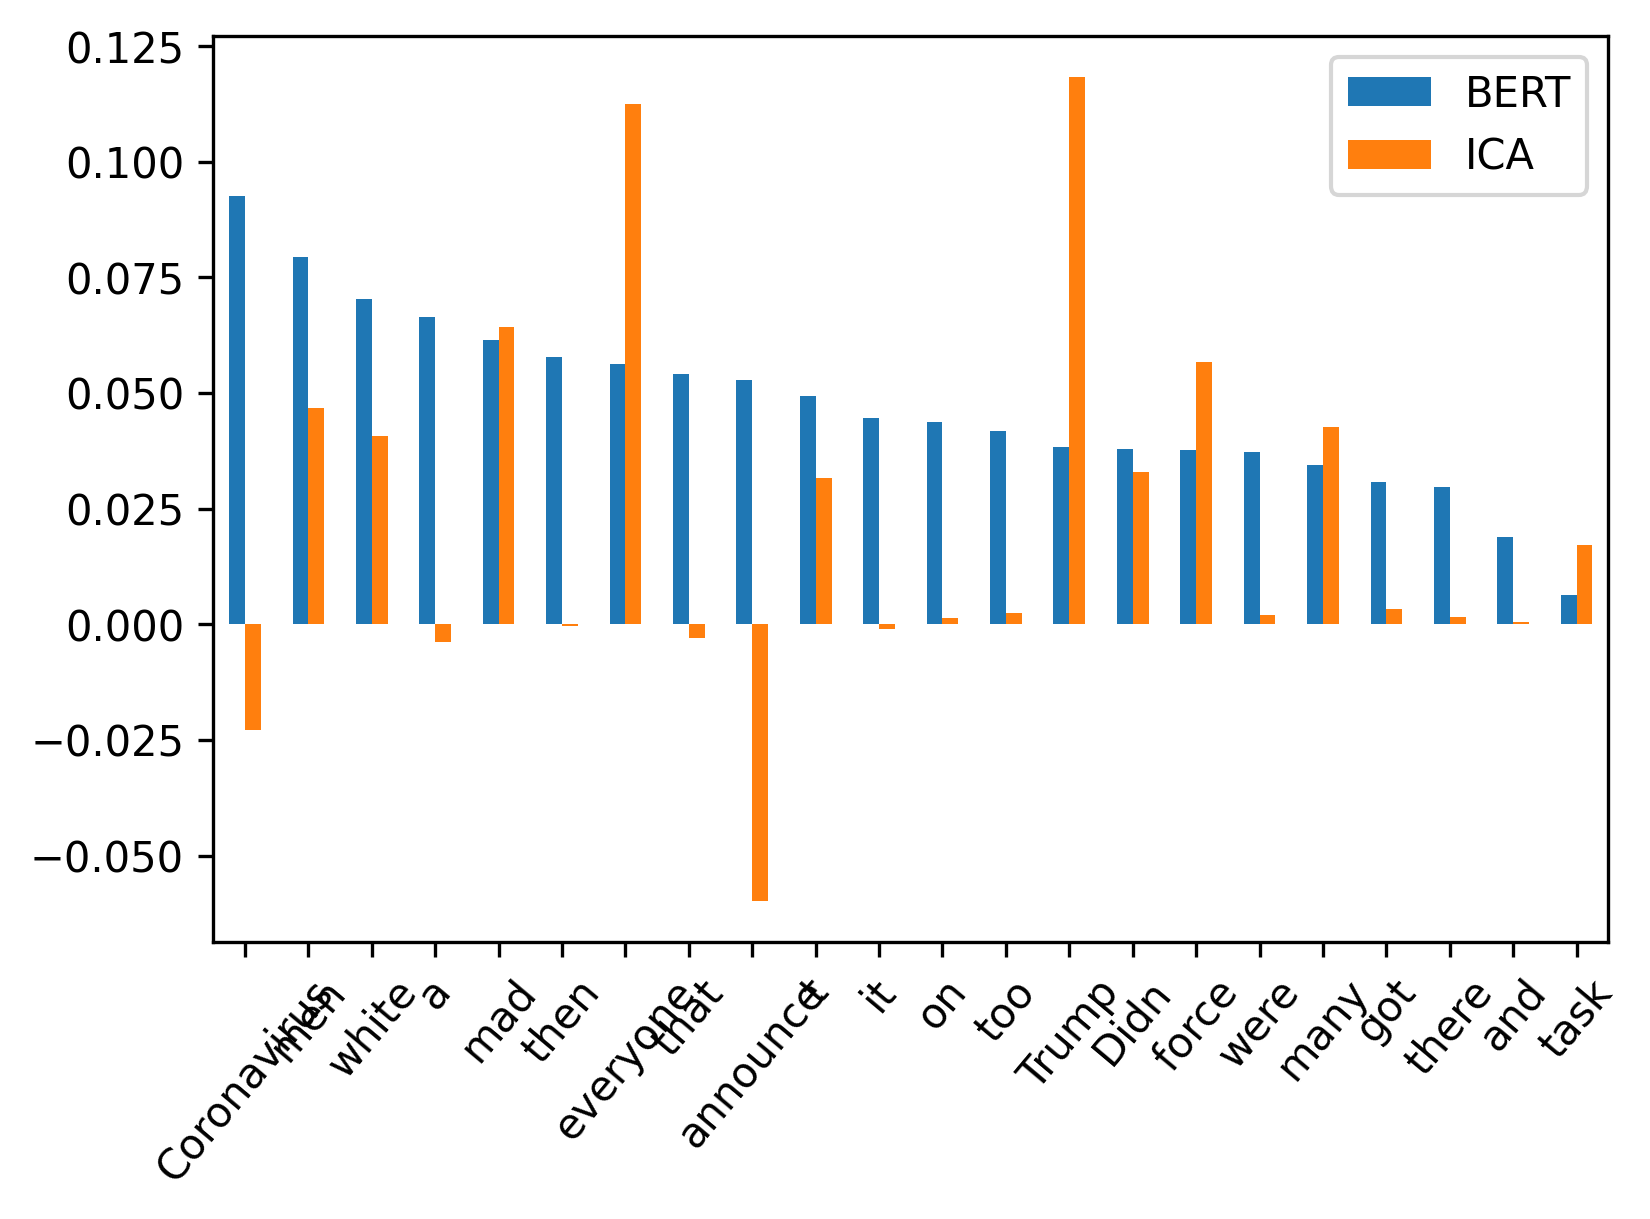 0.125
0.100
0.075
0.050
0.025
0.000
−0.025
−0.050
BERT
ICA
Coronavirus
men
white
a
mad
then
everyone
that
announce
t
it
on
too
Trump
Didn
force
were
many
got
there
and
task